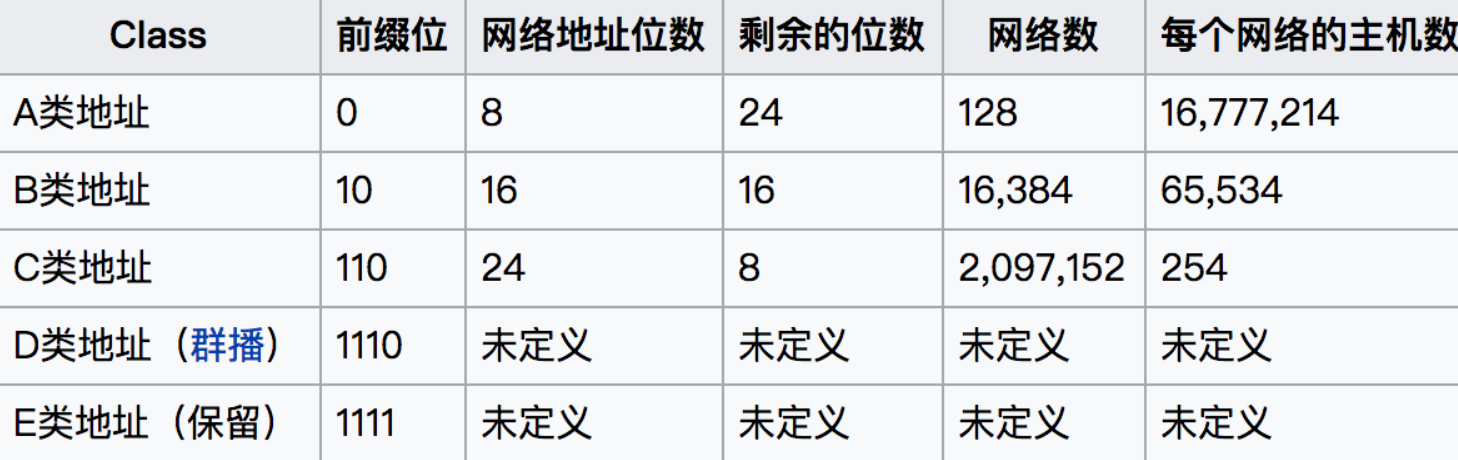 Class 前缀位 网络地址位数 剩余的位数 网络数 每个网络的主机数
A类地址 0 8 24 128 16,777,214
B类地址 10 16 16 16,384 65,534
C类地址 110 24 8 2,097,152 254
D类地址（群播） 1110 未定义 未定义 未定义 未定义
E类地址（保留） 1111 未定义 未定义 未定义 未定义